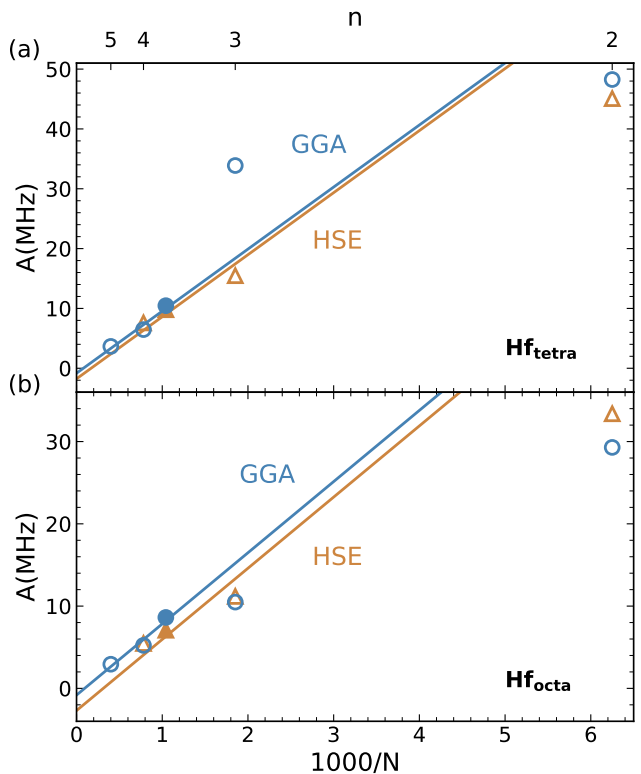 n
(a)
5 4 3 2
50
40
30
20
10
0
A(MHz)
GGA
HSE
Hf_tetra
(b)
30
20
10
0
A(MHz)
GGA
HSE
Hf_octa
0 1 2 3 4 5 6
1000/N